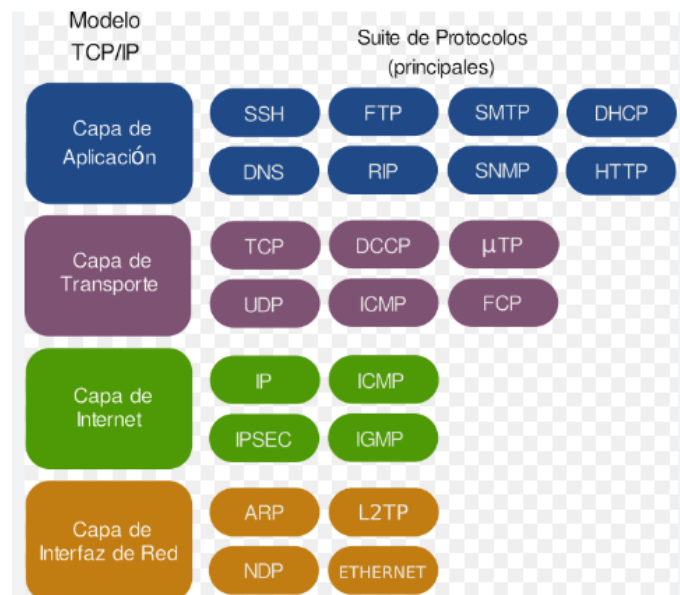 Modelo
TCP/IP
Suite de Protocolos
(principales)
Capa de
Aplicación
SSH FTP SMTP DHCP
DNS RIP SNMP HTTP
Capa de
Transporte
TCP DCCP µTP
UDP ICMP FCP
Capa de
Internet
IP ICMP
IPSEC IGMP
Capa de
Interfaz de Red
ARP L2TP
NDP ETHERNET